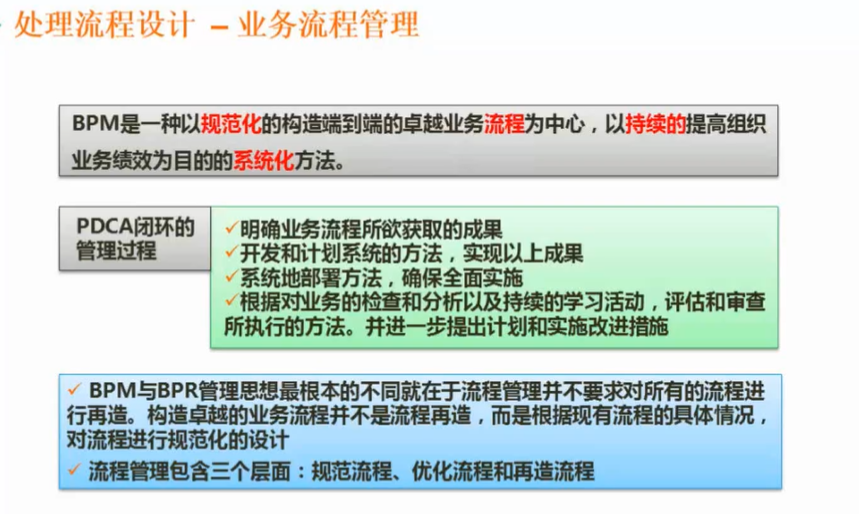 处理流程设计 – 业务流程管理
BPM是一种以规范化的构造端到端的卓越业务流程为中心，以持续的提高组织
业务绩效为目的的系统化方法。
PDCA闭环的
管理过程
✓明确业务流程所欲获取的成果
✓开发和计划系统的方法，实现以上成果
✓系统地部署方法，确保全面实施
✓根据对业务的检查和分析以及持续的学习活动，评估和审查
所执行的方法。并进一步提出计划和实施改进措施
✓ BPM与BPR管理思想最根本的不同就在于流程管理并不要求对所有的流程进
行再造。构造卓越的业务流程并不是流程再造，而是根据现有流程的具体情况，
对流程进行规范化的设计
✓ 流程管理包含三个层面：规范流程、优化流程和再造流程